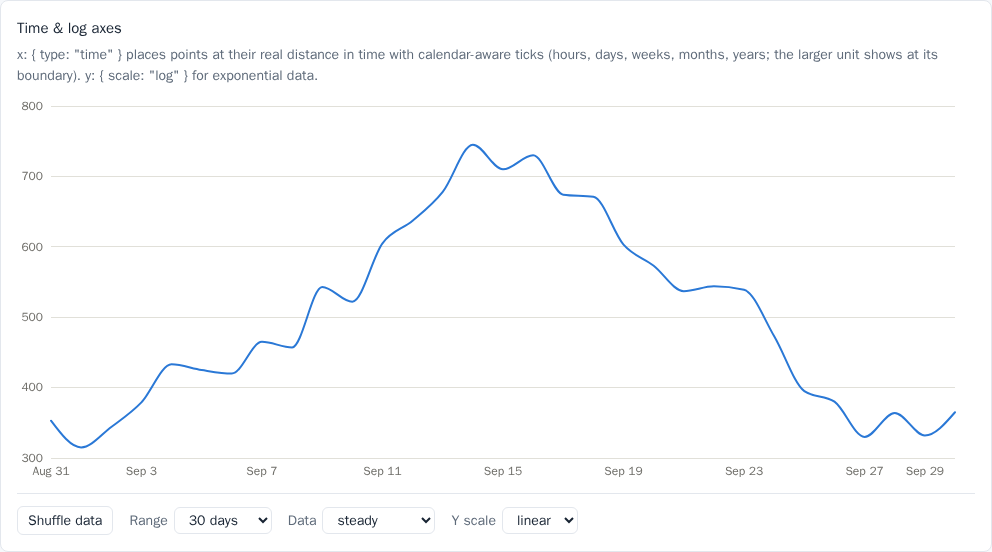 Time & log axes
x: { type: "time" } places points at their real distance in time with calendar-aware ticks (hours, days, weeks, months, years; the larger unit shows at its
boundary). y: { scale: "log" } for exponential data.
800
700
600
500
400
300
Aug 31 Sep 3 Sep 7 Sep 11 Sep 15 Sep 19 Sep 23 Sep 27 Sep 29
Shuffle data Range 30 days Data steady Y scale linear